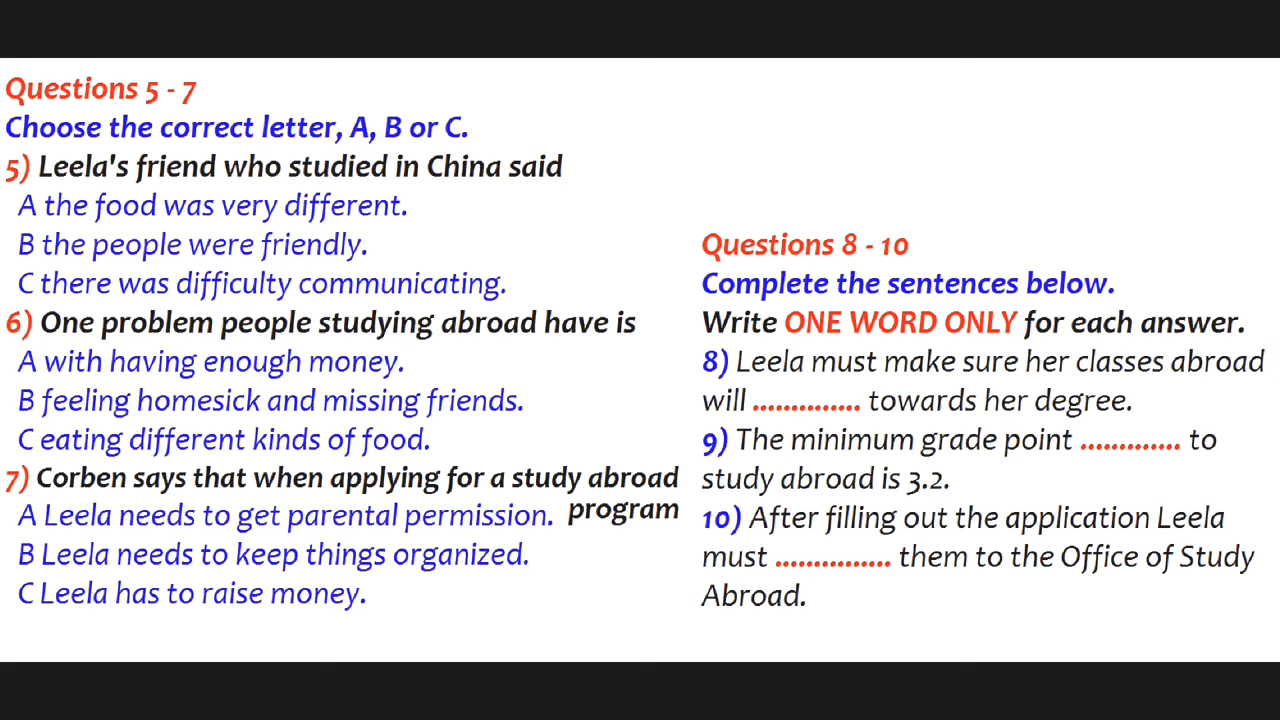 Questions 5 - 7
Choose the correct letter, A, B or C.
5) Leela's friend who studied in China said
A the food was very different.
B the people were friendly.
C there was difficulty communicating.
6) One problem people studying abroad have is
A with having enough money.
B feeling homesick and missing friends.
C eating different kinds of food.
7) Corben says that when applying for a study abroad
program
A Leela needs to get parental permission.
B Leela needs to keep things organized.
C Leela has to raise money.
Questions 8 - 10
Complete the sentences below.
Write ONE WORD ONLY for each answer.
8) Leela must make sure her classes abroad
will .............. towards her degree.
9) The minimum grade point ............. to
study abroad is 3.2.
10) After filling out the application Leela
must ............... them to the Office of Study
Abroad.